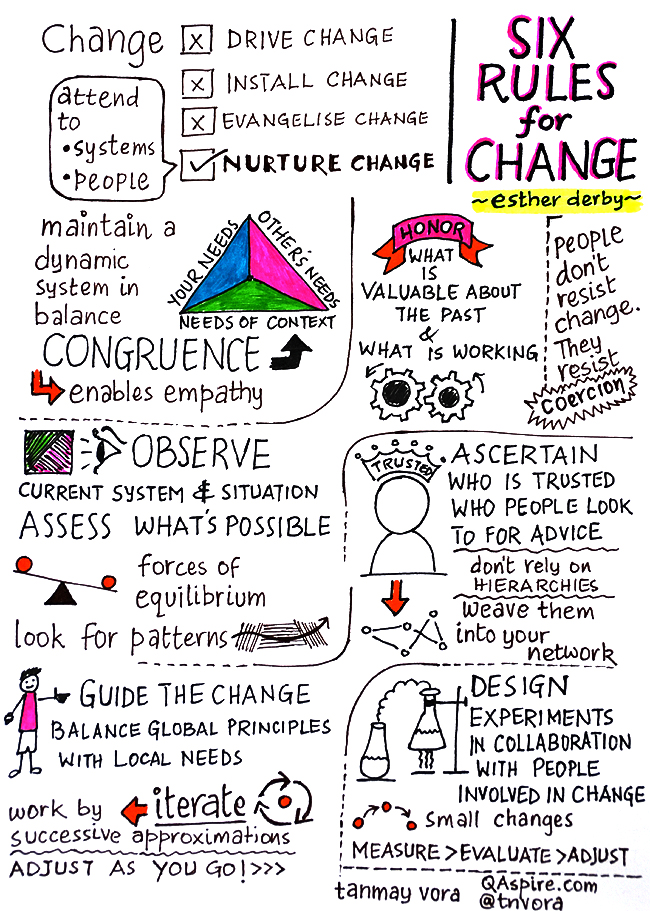 SIX
RULES
for
CHANGE
~esther derby~
Change
X DRIVE CHANGE
X INSTALL CHANGE
X EVANGELISE CHANGE
NURTURE CHANGE
attend
to
•systems
•people
maintain a
dynamic
system in
balance
YOUR NEEDS
OTHER'S NEEDS
NEEDS OF CONTEXT
CONGRUENCE
enables empathy
HONOR
WHAT
IS
VALUABLE ABOUT
THE PAST
&
WHAT IS WORKING
PEOPLE
don't
resist
change.
They
resist
COERCION
OBSERVE
CURRENT SYSTEM & SITUATION
ASSESS WHAT'S POSSIBLE
forces of
equilibrium
look for patterns
TRUSTED
ASCERTAIN
WHO IS TRUSTED
WHO PEOPLE LOOK
TO FOR ADVICE
don't rely on
HIERARCHIES
weave them
into your
network
GUIDE THE CHANGE
BALANCE GLOBAL PRINCIPLES
WITH LOCAL NEEDS
work by iterate
successive approximations
ADJUST AS YOU GO!>>>
DESIGN
EXPERIMENTS
IN COLLABORATION
WITH PEOPLE
INVOLVED IN CHANGE
small changes
MEASURE > EVALUATE > ADJUST
tanmay vora QAspire.com
@tnvora